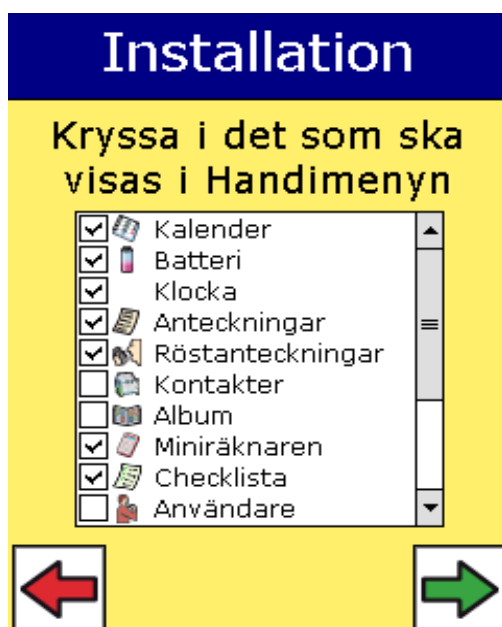 Installation
Kryssa i det som ska
visas i Handimenyn
Kalender
Batteri
Klocka
Anteckningar
Röstanteckningar
Kontakter
Album
Miniräknaren
Checklista
Användare